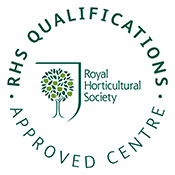 · RHS QUALIFICATIONS ·
Royal
Horticultural
Society
APPROVED CENTRE